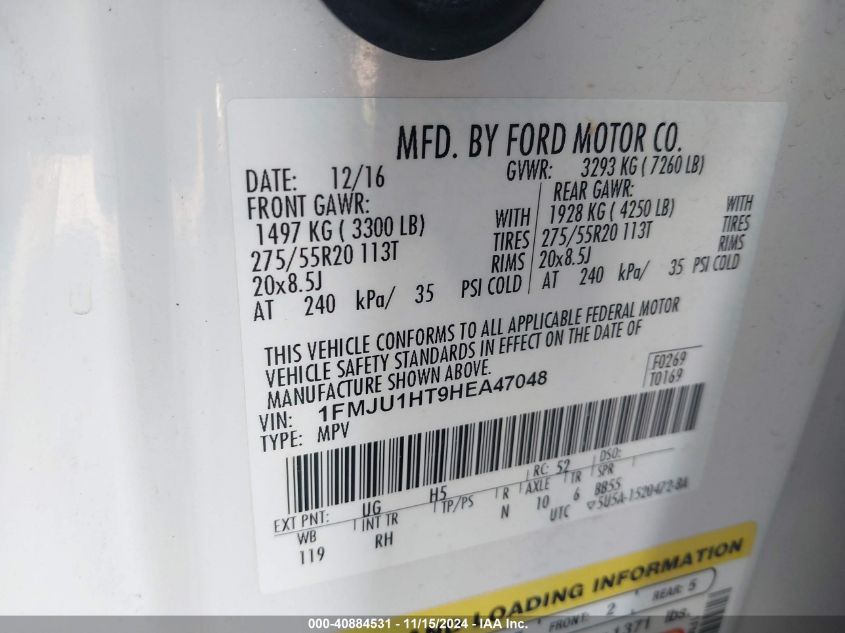 MFD. BY FORD MOTOR CO.
DATE: 12/16 GVWR: 3293 KG ( 7260 LB)
FRONT GAWR: REAR GAWR:
1497 KG ( 3300 LB) WITH 1928 KG ( 4250 LB) WITH
275/55R20 113T TIRES 275/55R20 113T TIRES
20x8.5J RIMS 20x8.5J RIMS
AT 240 kPa/ 35 PSI COLD AT 240 kPa/ 35 PSI COLD
THIS VEHICLE CONFORMS TO ALL APPLICABLE FEDERAL MOTOR
VEHICLE SAFETY STANDARDS IN EFFECT ON THE DATE OF
MANUFACTURE SHOWN ABOVE.
F0269
T0169
VIN: 1FMJU1HT9HEA47048
TYPE: MPV
EXT PNT: UG H5 RC: 52 DSO:
WB INT TR TP/PS R AXLE TR SPR
119 RH N 10 6 BB55
UTC ▽5U5A-1520472-BA
LOADING INFORMATION
FRONT: 2 REAR: 5
1371 lbs.
000-40884531 - 11/15/2024 - IAA Inc.